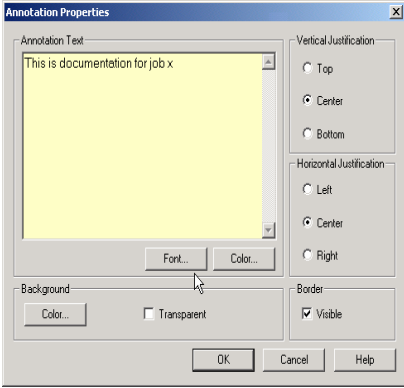 Annotation Properties
Annotation Text
This is documentation for job x
Font...
Color...
Vertical Justification
Top
Center
Bottom
Horizontal Justification
Left
Center
Right
Background
Color...
Transparent
Border
Visible
OK
Cancel
Help